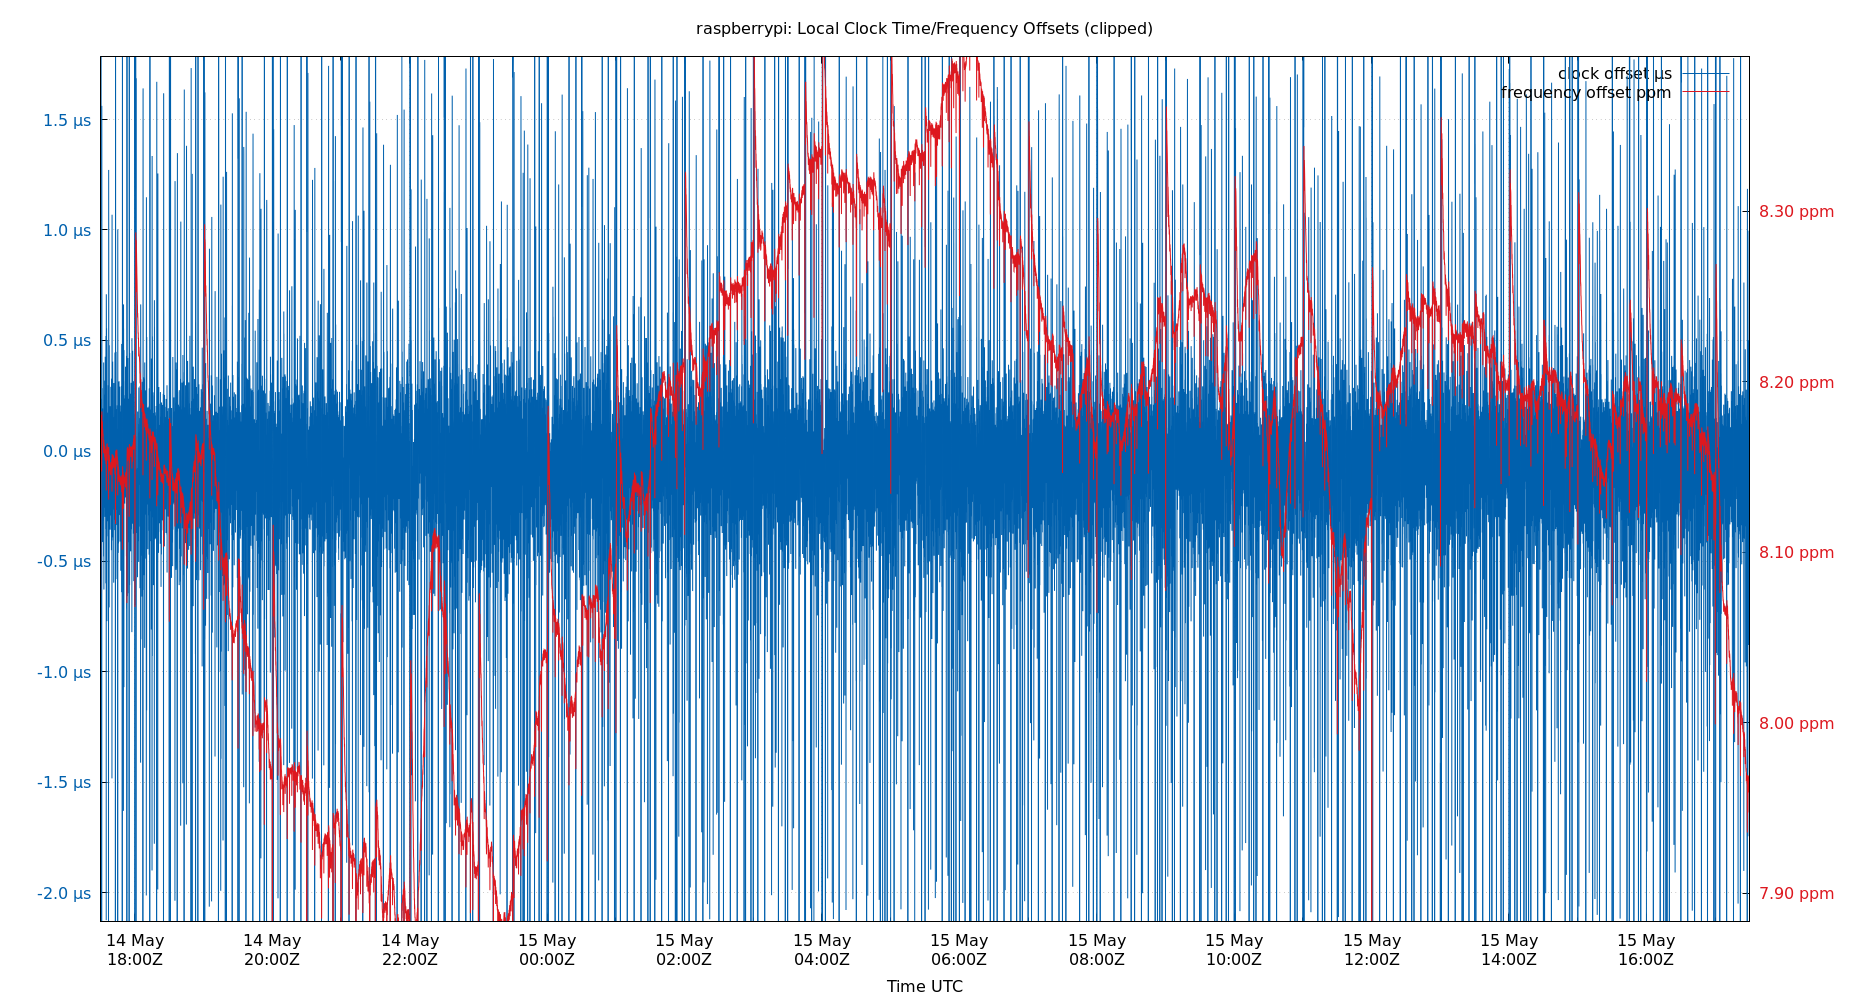 raspberrypi: Local Clock Time/Frequency Offsets (clipped)
clock offset µs
frequency offset ppm
1.5 µs
1.0 µs
0.5 µs
0.0 µs
-0.5 µs
-1.0 µs
-1.5 µs
-2.0 µs
8.30 ppm
8.20 ppm
8.10 ppm
8.00 ppm
7.90 ppm
14 May 14 May 14 May 15 May 15 May 15 May 15 May 15 May 15 May 15 May 15 May 15 May
18:00Z 20:00Z 22:00Z 00:00Z 02:00Z 04:00Z 06:00Z 08:00Z 10:00Z 12:00Z 14:00Z 16:00Z
Time UTC